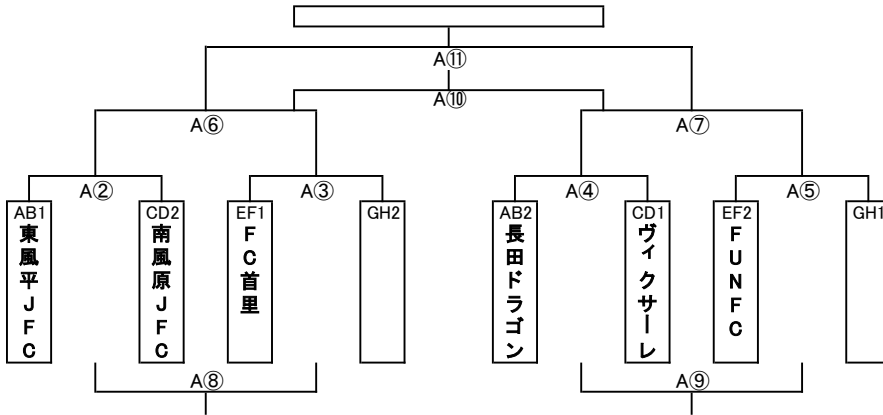 A⑪
A⑩
A⑥
A⑦
A②
A③
A④
A⑤
AB1
東風平JFC
CD2
南風原JFC
EF1
FC首里
GH2
AB2
長田ドラゴン
CD1
ヴィクサーレ
EF2
FUNFC
GH1
A⑧
A⑨